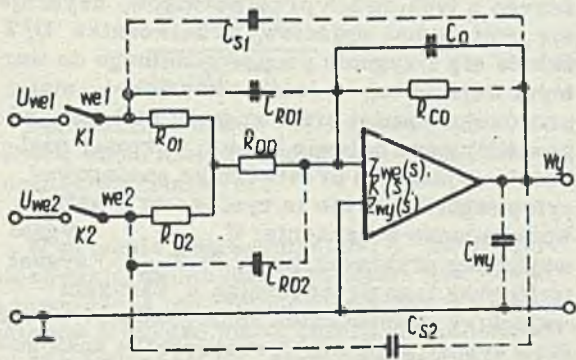 C_S1
C_0
U_we1
we1
C_R01
R_C0
K1
R_01
R_00
Z_we(s),
K(s),
Z_wy(s)
wy
U_we2
we2
K2
R_02
C_R02
C_wy
C_S2